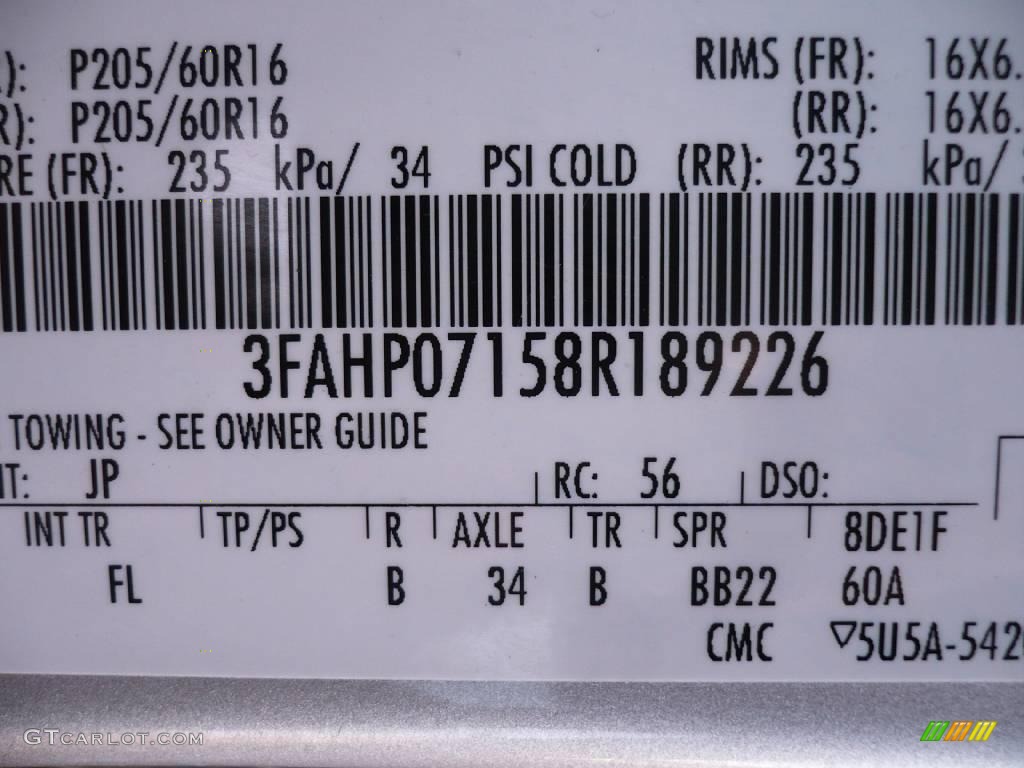 ): P205/60R16 RIMS (FR): 16X6.
R): P205/60R16 (RR): 16X6.
RE (FR): 235 kPa/ 34 PSI COLD (RR): 235 kPa/
3FAHP07158R189226
TOWING - SEE OWNER GUIDE
T: JP RC: 56 DSO:
INT TR TP/PS R AXLE TR SPR 8DE1F
FL B 34 B BB22 60A
CMC ▽5U5A-542
GTCARLOT.COM